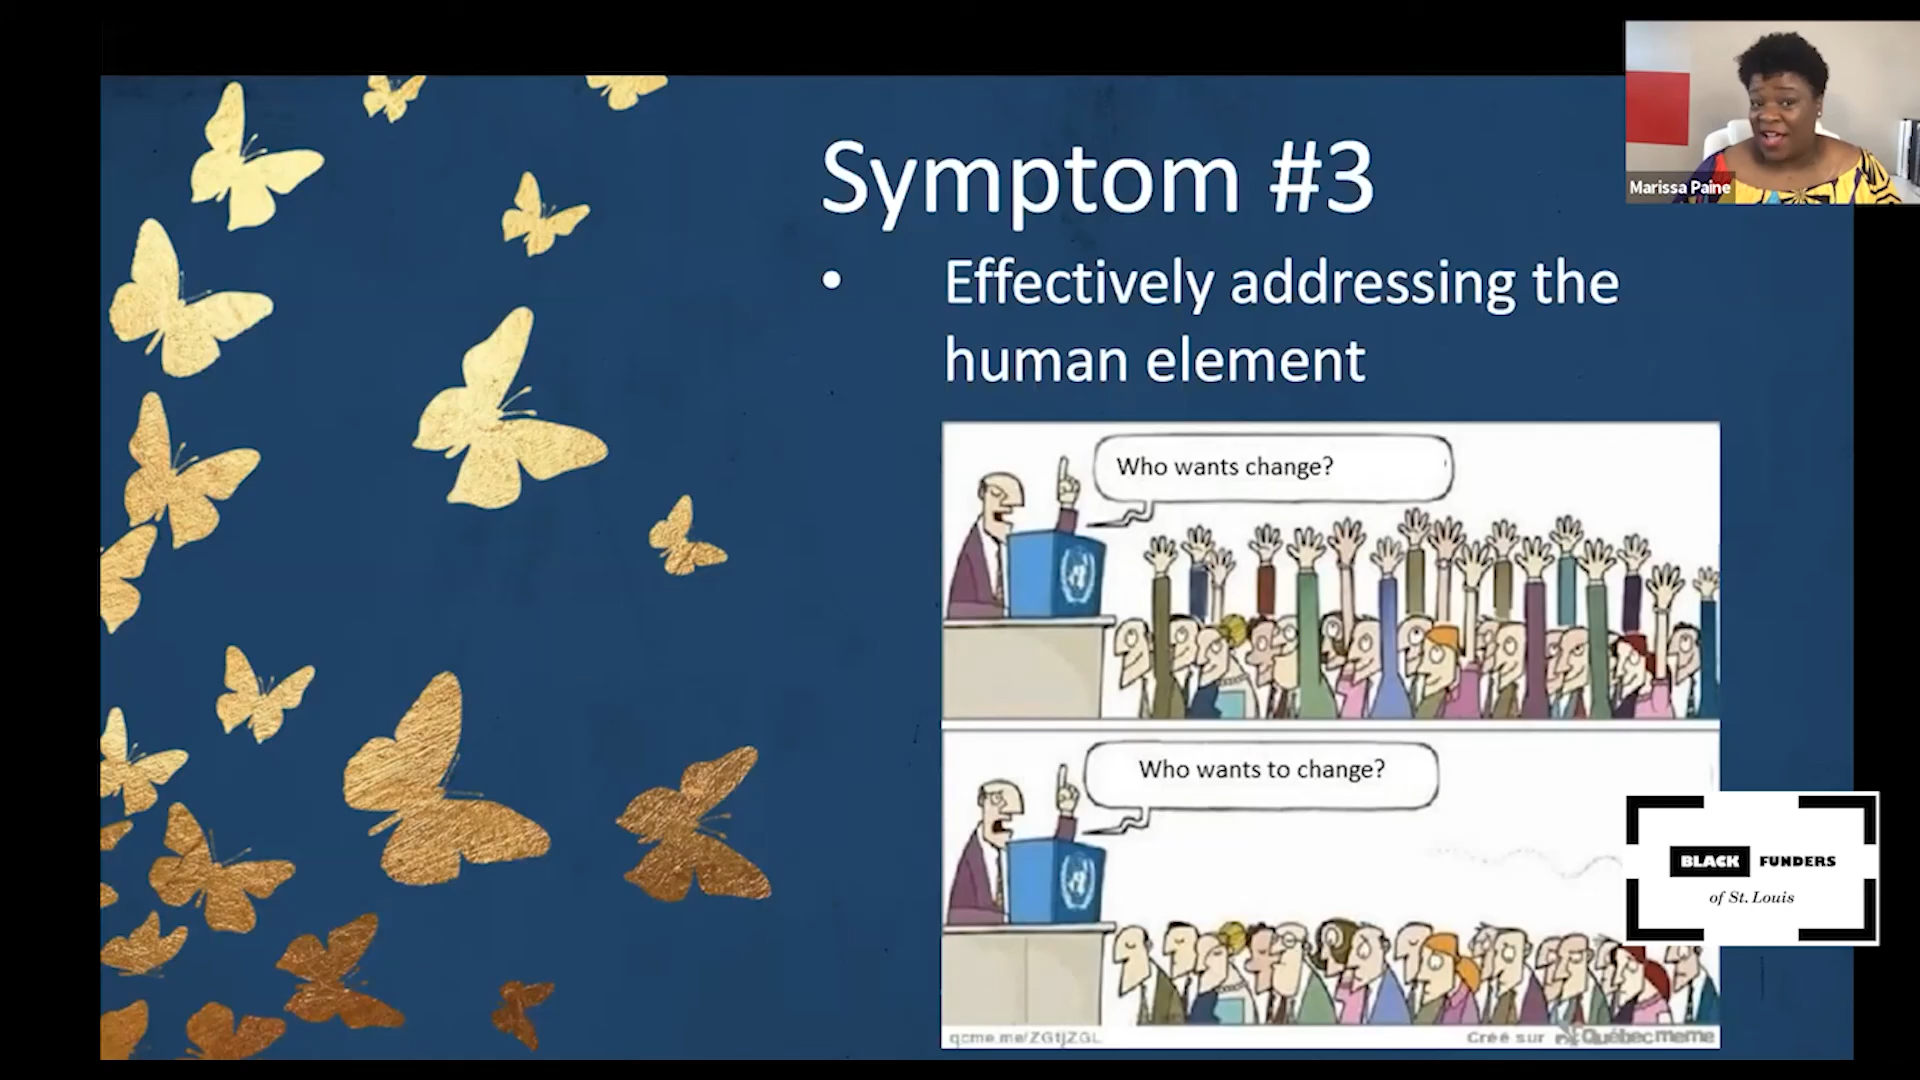 Symptom #3
• Effectively addressing the
human element
Marissa Paine
Who wants change?
Who wants to change?
BLACK FUNDERS
of St. Louis
qcme.me/ZGtjZGL
Créé sur Québecmeme